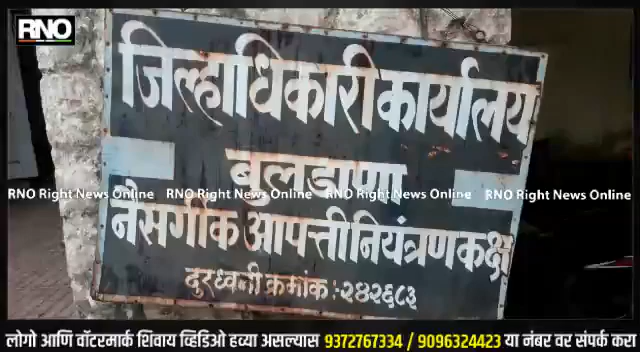 RNO
जिल्हाधिकारी कार्यालय
बुलडाणा
RNO Right News Online RNO Right News Online RNO Right News Online RNO Right News Online
नैसर्गीक आपत्ती नियंत्रण कक्ष
दुरध्वनी क्रमांक :-२४२६८३
लोगो आणि वॉटरमार्क शिवाय व्हिडिओ हव्या असल्यास 9372767334 / 9096324423 या नंबर वर संपर्क करा